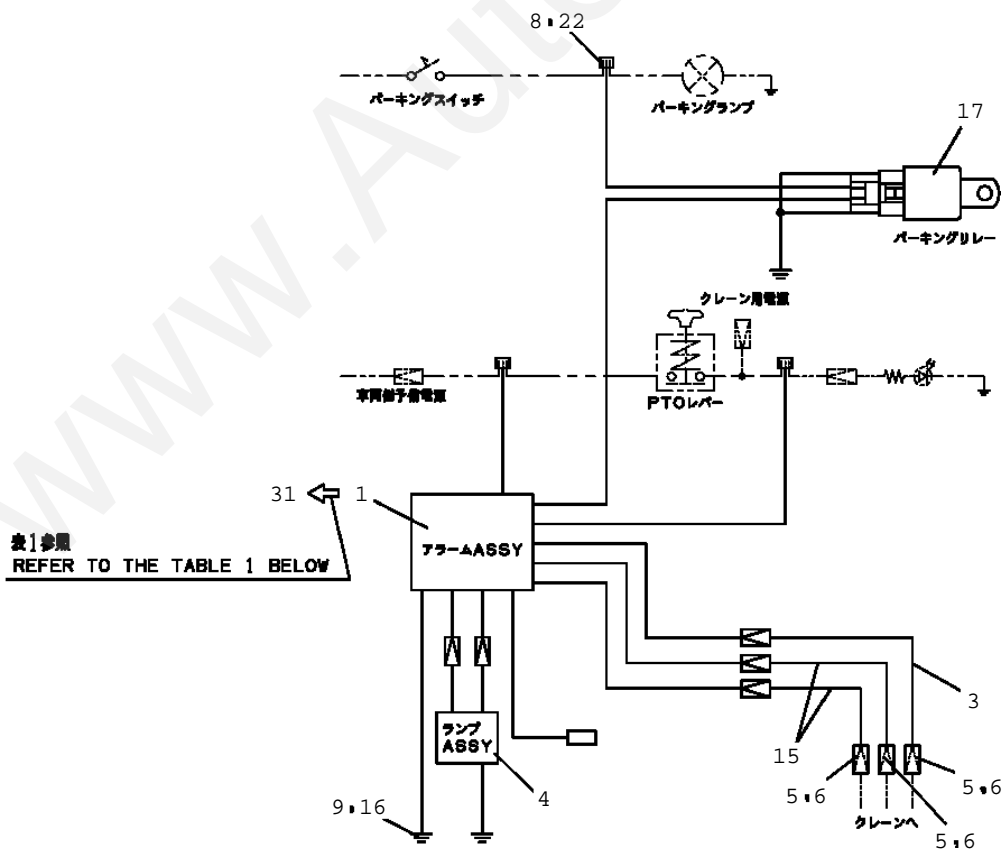 www.Auto
8,22
パーキングスイッチ
パーキングランプ
17
パーキングリレー
クレーン用電源
車両側予備電源
PTOレバー
31
1
表1参照
REFER TO THE TABLE 1 BELOW
アラームASSY
3
ランプ
ASSY
15
4
5,6
5,6
9,16
クレーンへ
5,6